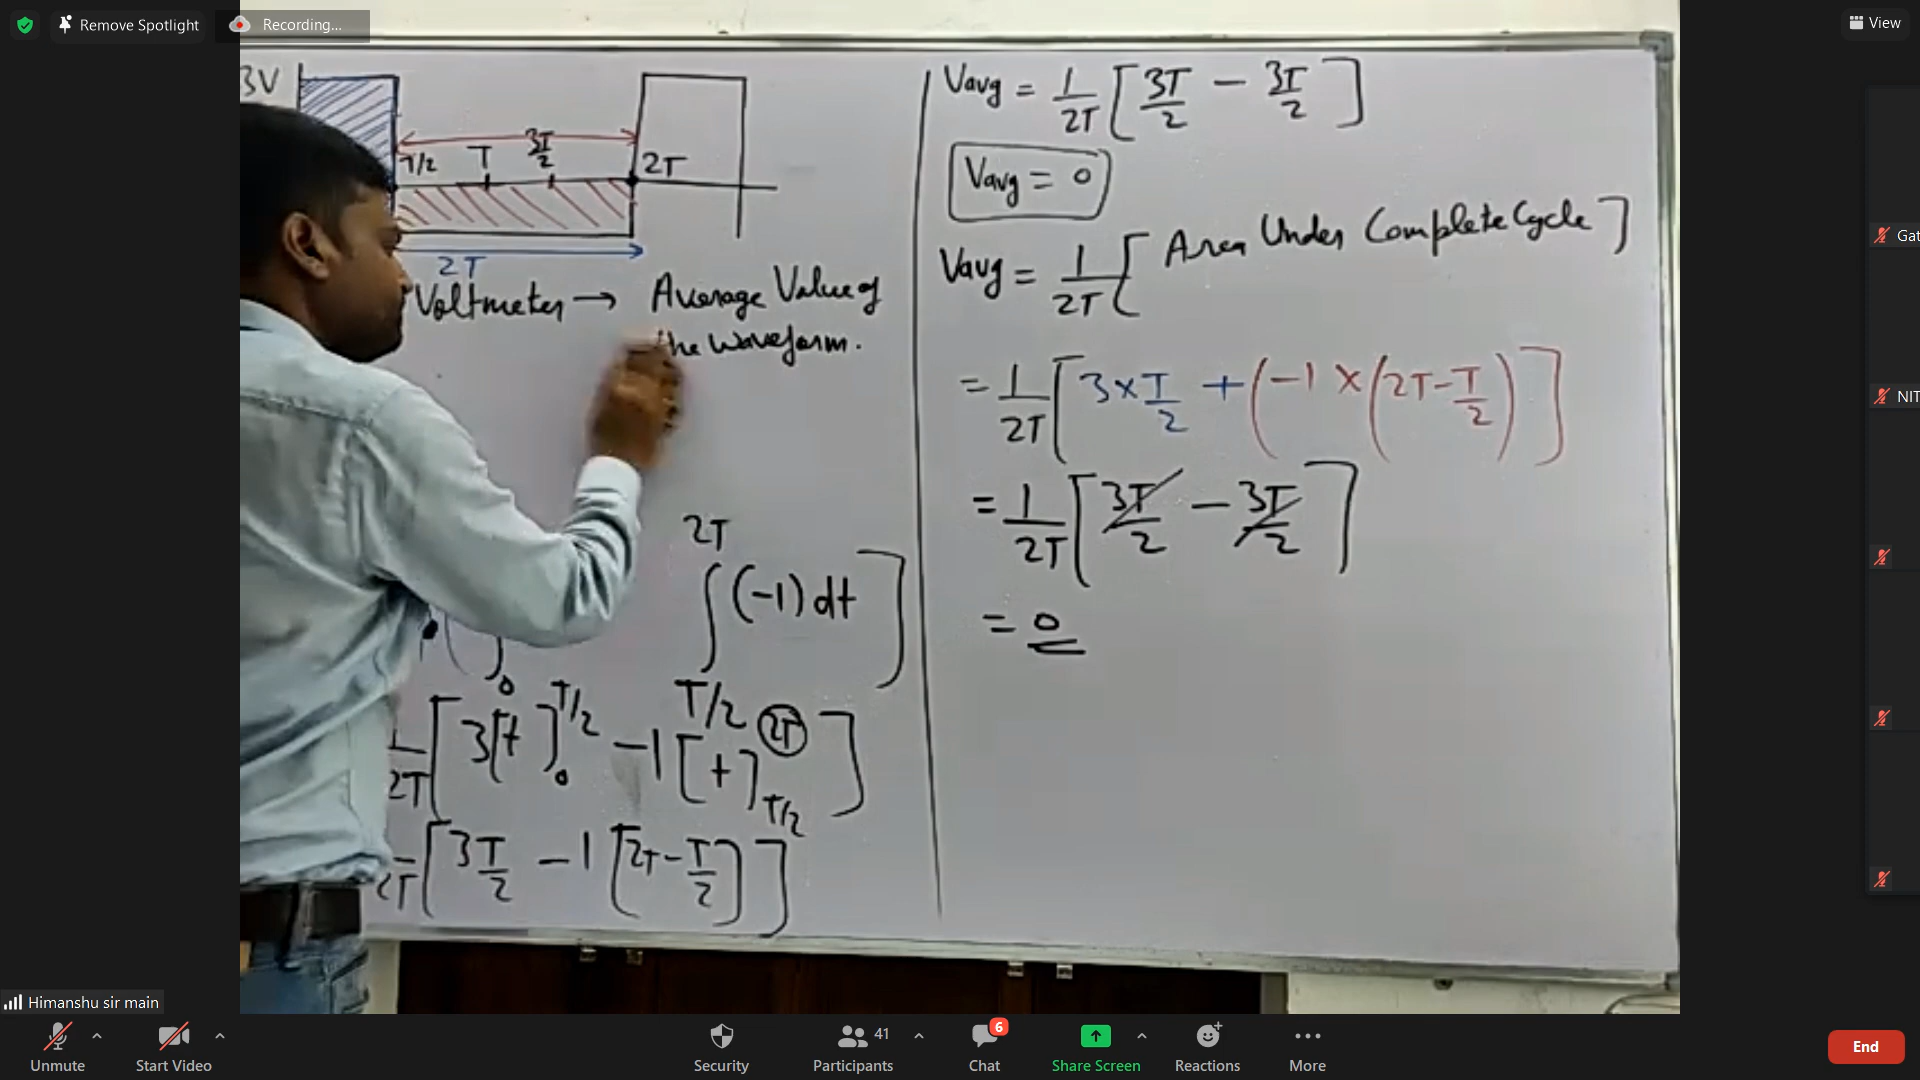 Remove Spotlight
Recording...
View
3V
T/2 T 3T/2 2T
2T
Voltmeter → Average Value of
the waveform.
2T
∫ (-1) dt ]
0 T/2
1/2T [ 3[t]₀^T/2 - 1 [t]_T/2^2T ]
2T [ 3T/2 - 1 [2T - T/2] ]
Vavg = 1/2T [ 3T/2 - 3T/2 ]
Vavg = 0
Vavg = 1/2T [ Area Under Complete Cycle ]
= 1/2T [ 3 × T/2 + (-1 × (2T - T/2) ]
= 1/2T [ 3T/2 - 3T/2 ]
= 0
Gat
NIT
Himanshu sir main
Unmute
Start Video
Security
41
Participants
6
Chat
Share Screen
Reactions
More
End